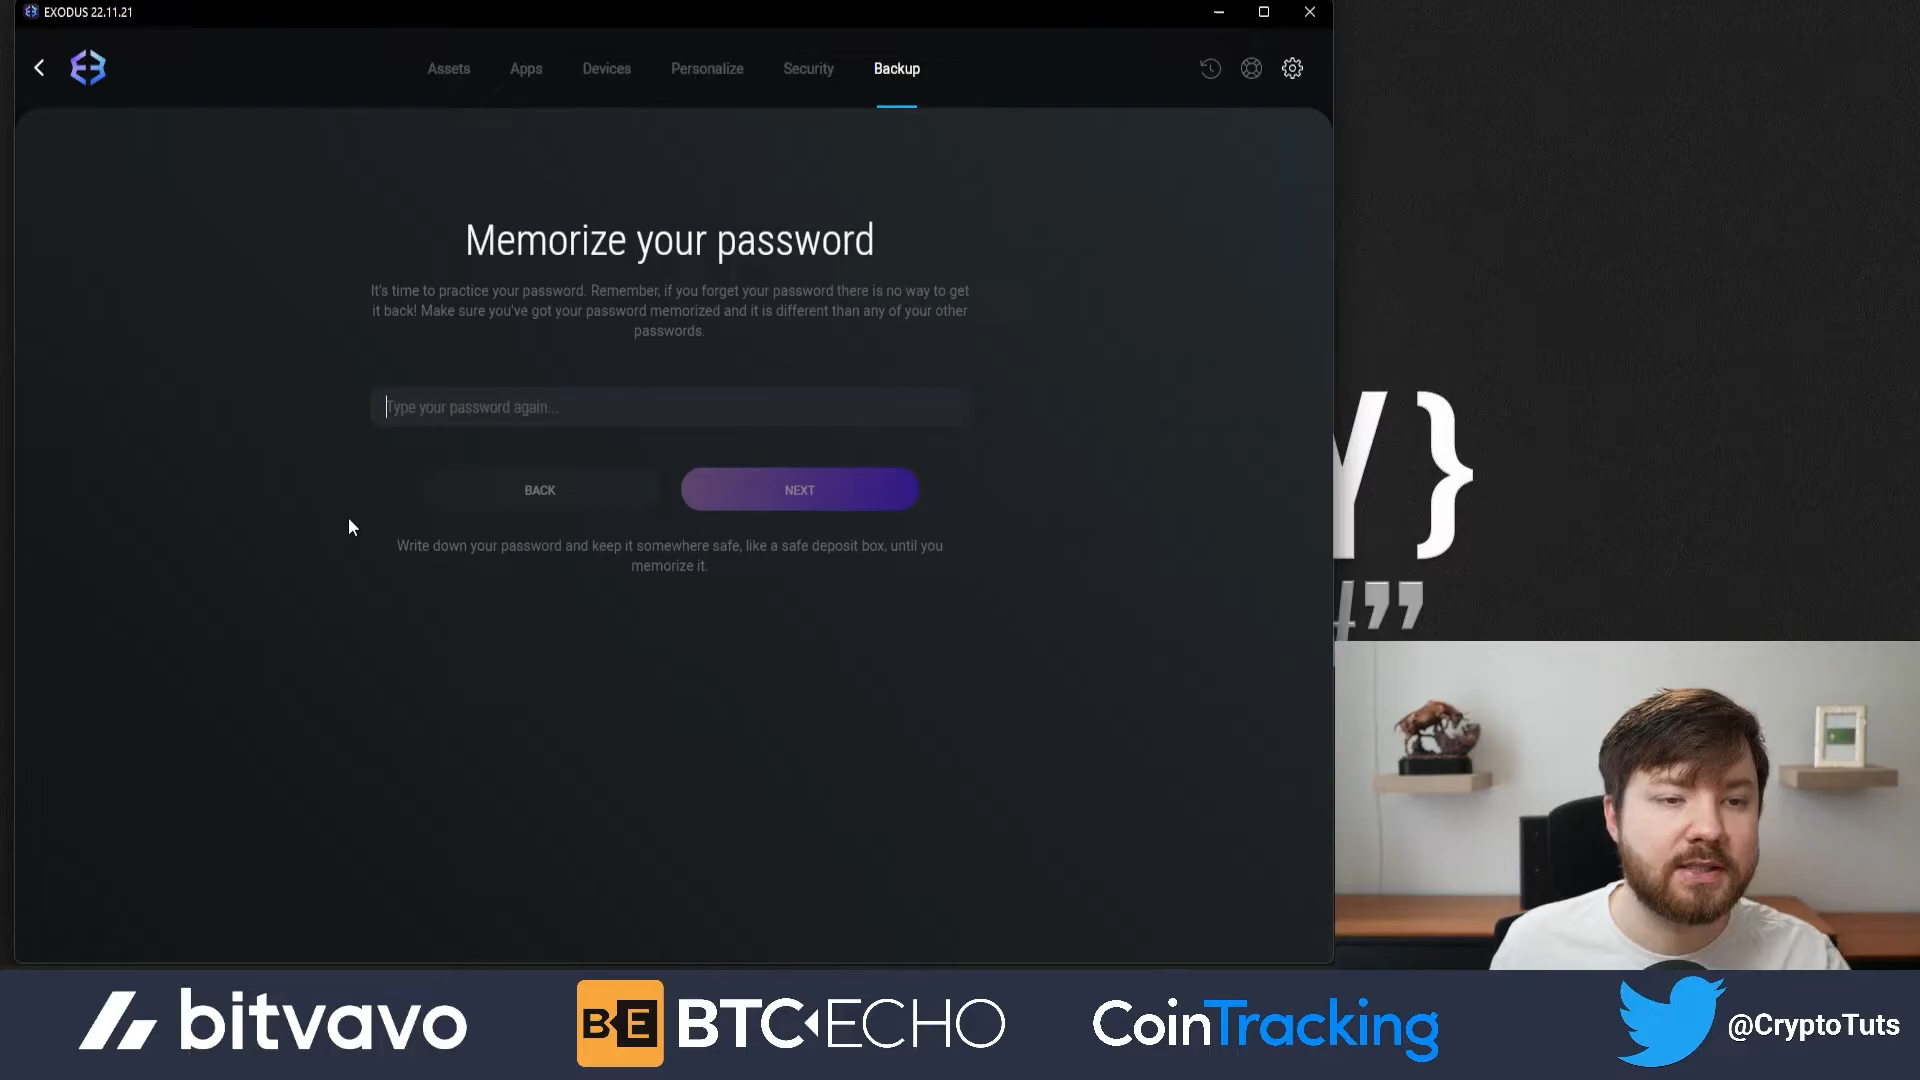 EXODUS 22.11.21
Assets Apps Devices Personalize Security Backup
Memorize your password
It's time to practice your password. Remember, if you forget your password there is no way to get
it back! Make sure you've got your password memorized and it is different than any of your other
passwords.
Type your password again...
BACK NEXT
Write down your password and keep it somewhere safe, like a safe deposit box, until you
memorize it.
Y}
”
bitvavo
BE BTC ECHO
CoinTracking
@CryptoTuts